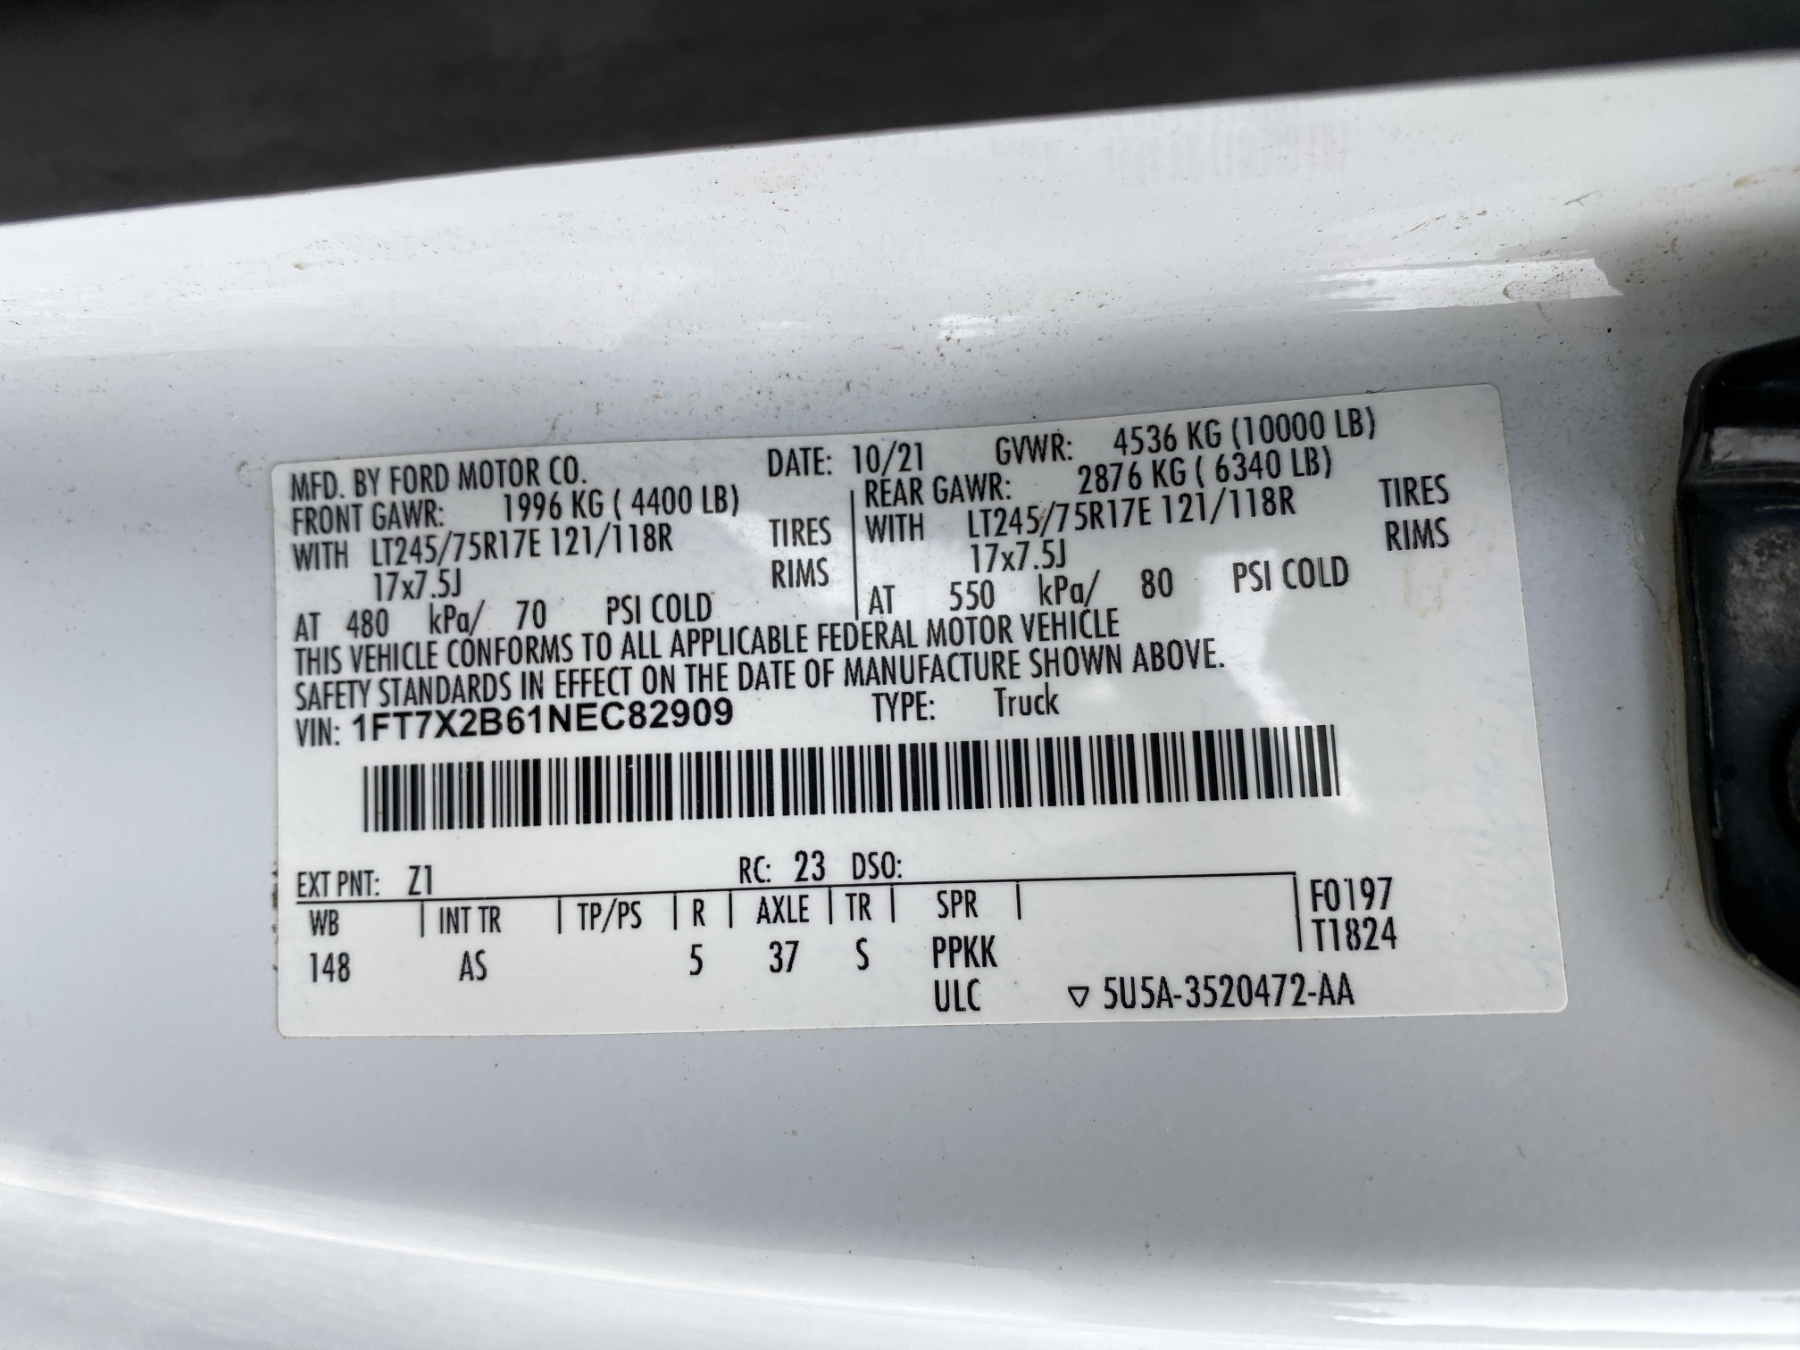 MFD. BY FORD MOTOR CO. DATE: 10/21 GVWR: 4536 KG (10000 LB)
FRONT GAWR: 1996 KG ( 4400 LB) REAR GAWR: 2876 KG ( 6340 LB)
WITH LT245/75R17E 121/118R TIRES WITH LT245/75R17E 121/118R TIRES
17x7.5J RIMS 17x7.5J RIMS
AT 480 kPa/ 70 PSI COLD AT 550 kPa/ 80 PSI COLD
THIS VEHICLE CONFORMS TO ALL APPLICABLE FEDERAL MOTOR VEHICLE
SAFETY STANDARDS IN EFFECT ON THE DATE OF MANUFACTURE SHOWN ABOVE.
VIN: 1FT7X2B61NEC82909 TYPE: Truck
EXT PNT: Z1 RC: 23 DSO:
WB INT TR TP/PS R AXLE TR SPR F0197
148 AS 5 37 S PPKK T1824
ULC ▽ 5U5A-3520472-AA